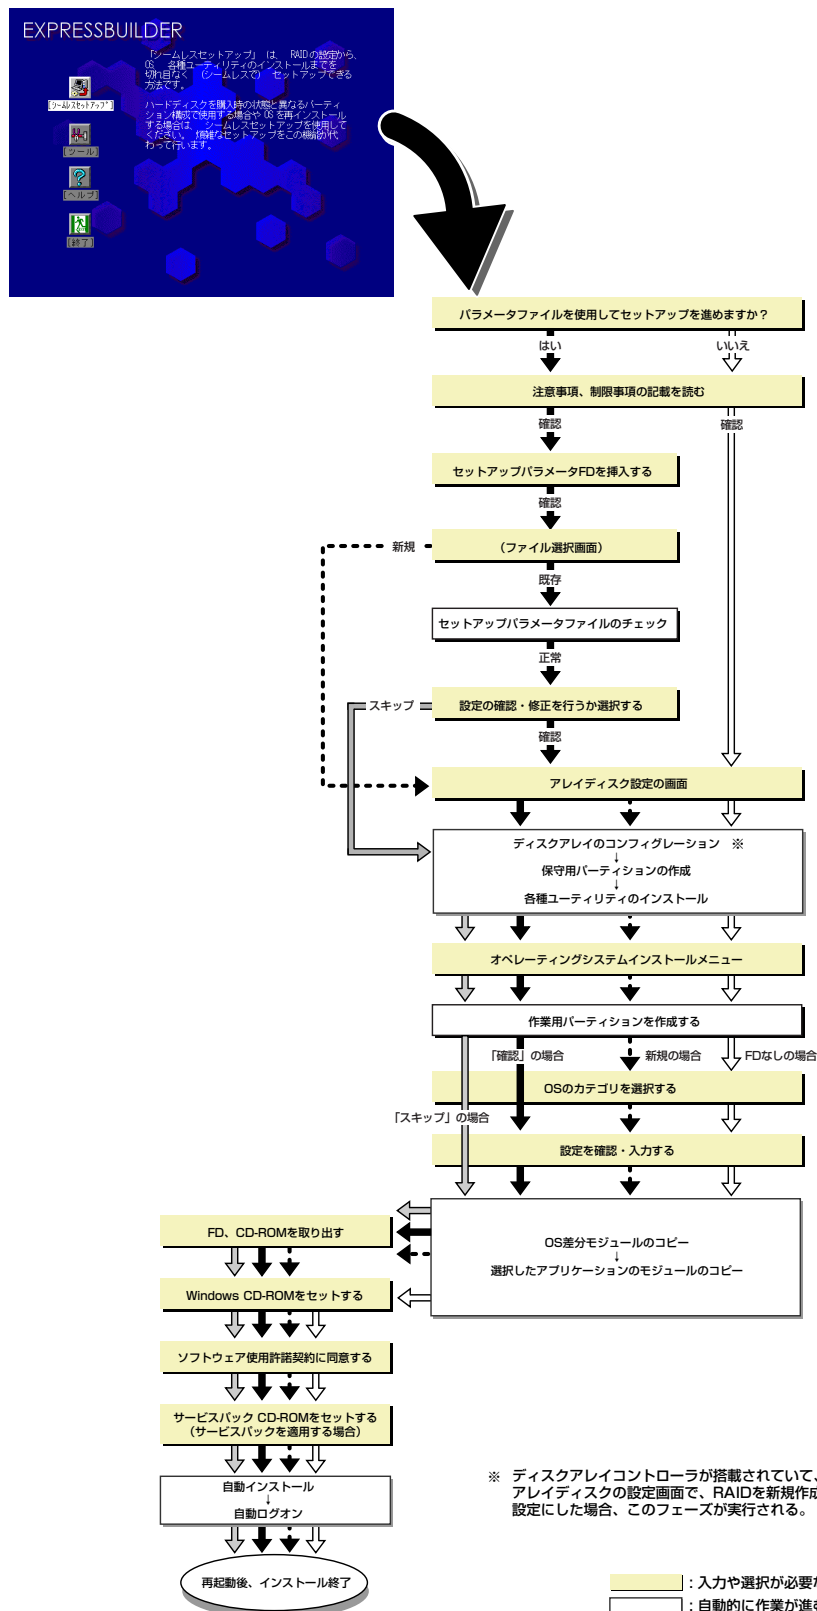 EXPRESSBUILDER
「シームレスセットアップ」 は、 RAIDの設定から、
OS、 各種ユーティリティのインストールまでを
切れ目なく （シームレスで） セットアップできる
方法です。
ハードディスクを購入時の状態と異なるパーティ
ション構成で使用する場合や OSを再インストール
する場合は、 シームレスセットアップを使用して
ください。 煩雑なセットアップをこの機能が代
わって行います。
[シームレスセットアップ]
[ツール]
[ヘルプ]
[終了]
パラメータファイルを使用してセットアップを進めますか？
はい
いいえ
注意事項、制限事項の記載を読む
確認
確認
セットアップパラメータFDを挿入する
確認
新規
（ファイル選択画面）
既存
セットアップパラメータファイルのチェック
正常
スキップ
設定の確認・修正を行うか選択する
確認
アレイディスク設定の画面
ディスクアレイのコンフィグレーション ※
↓
保守用パーティションの作成
↓
各種ユーティリティのインストール
オペレーティングシステムインストールメニュー
作業用パーティションを作成する
「確認」の場合
新規の場合
FDなしの場合
OSのカテゴリを選択する
「スキップ」の場合
設定を確認・入力する
OS差分モジュールのコピー
↓
選択したアプリケーションのモジュールのコピー
FD、CD-ROMを取り出す
Windows CD-ROMをセットする
ソフトウェア使用許諾契約に同意する
サービスパック CD-ROMをセットする
（サービスパックを適用する場合）
自動インストール
↓
自動ログオン
再起動後、インストール終了
※ ディスクアレイコントローラが搭載されていて、
アレイディスクの設定画面で、RAIDを新規作成
設定にした場合、このフェーズが実行される。
：入力や選択が必要な
：自動的に作業が進む